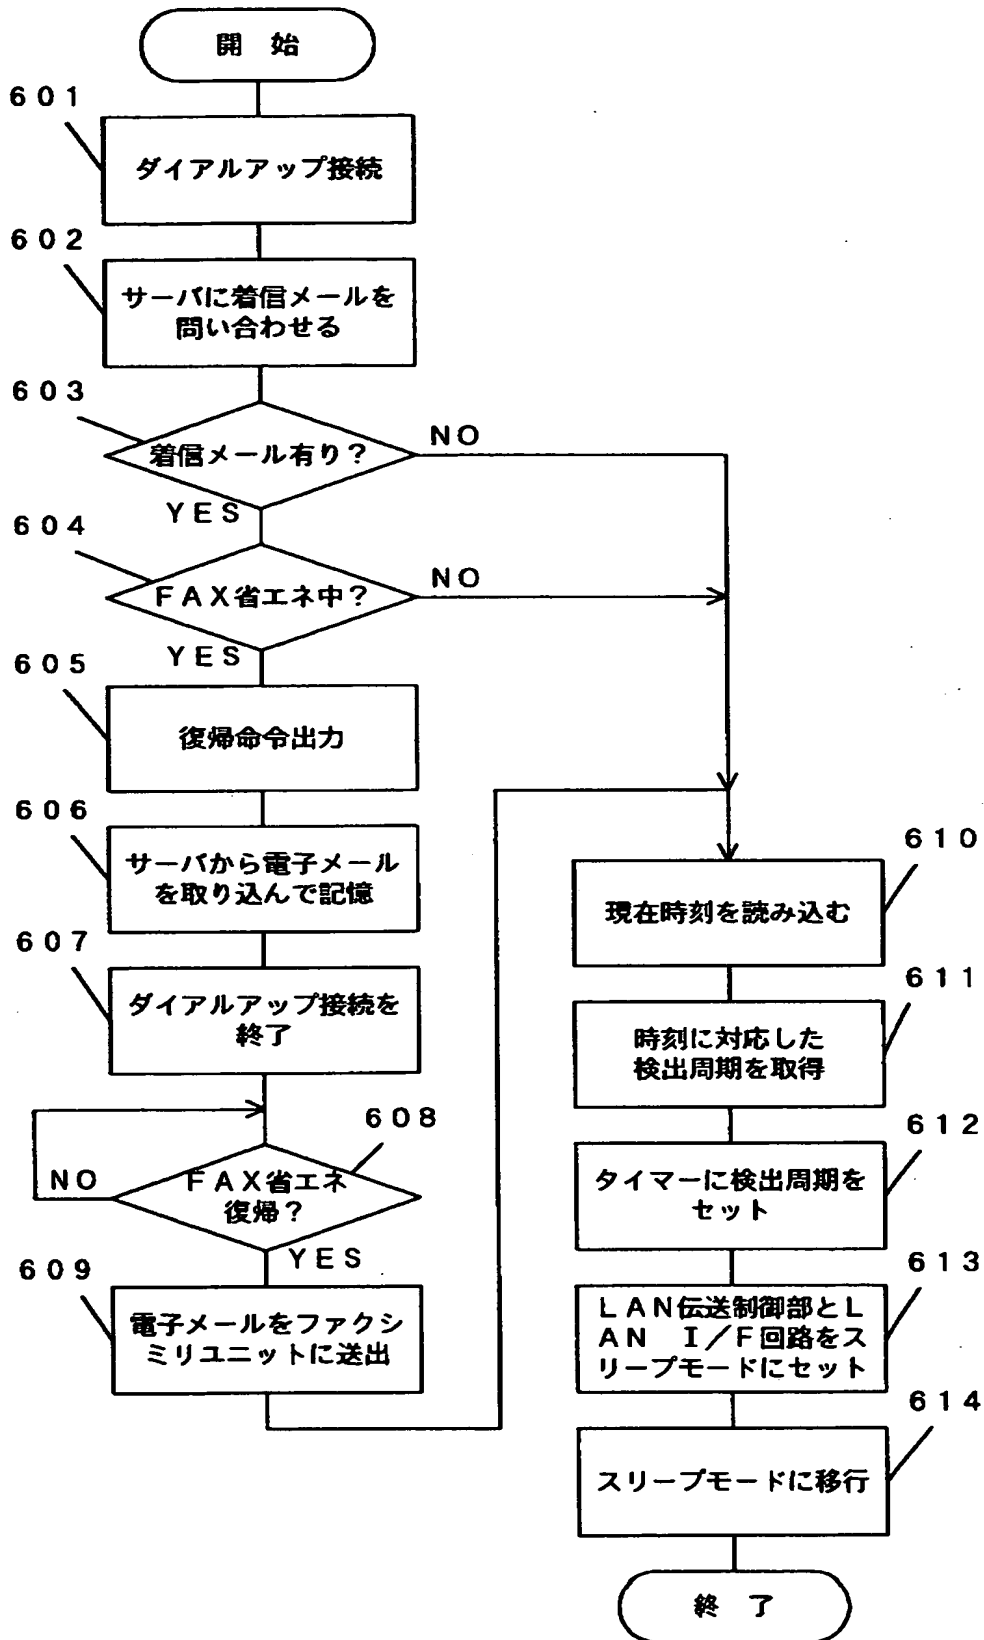 開 始
601
ダイアルアップ接続
602
サーバに着信メールを
問い合わせる
603
着信メール有り？
NO
YES
604
FAX省エネ中？
NO
YES
605
復帰命令出力
606
サーバから電子メール
を取り込んで記憶
607
ダイアルアップ接続を
終了
608
FAX省エネ
復帰？
NO
YES
609
電子メールをファクシ
ミリユニットに送出
610
現在時刻を読み込む
611
時刻に対応した
検出周期を取得
612
タイマーに検出周期を
セット
613
LAN伝送制御部とL
AN I／F回路をス
リープモードにセット
614
スリープモードに移行
終 了